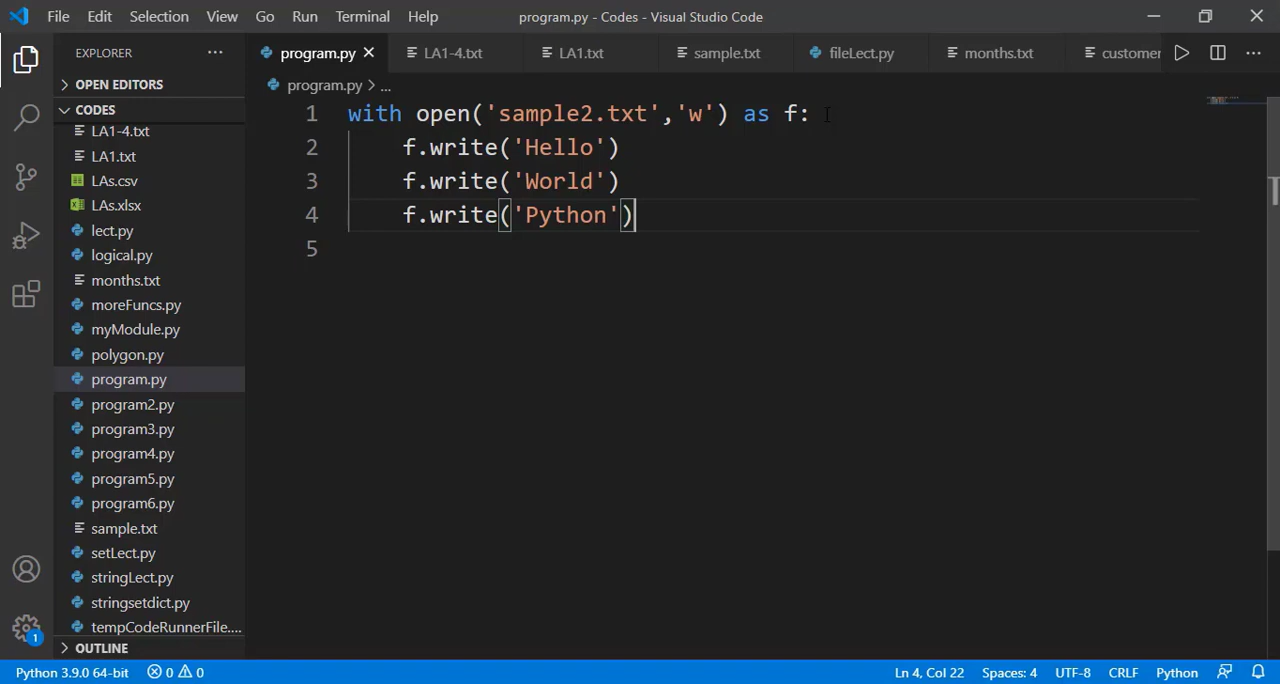 File Edit Selection View Go Run Terminal Help program.py - Codes - Visual Studio Code
EXPLORER ... program.py LA1-4.txt LA1.txt sample.txt fileLect.py months.txt customer ...
OPEN EDITORS
program.py > ...
CODES
LA1-4.txt
LA1.txt
LAs.csv
LAs.xlsx
lect.py
logical.py
months.txt
moreFuncs.py
myModule.py
polygon.py
program.py
program2.py
program3.py
program4.py
program5.py
program6.py
sample.txt
setLect.py
stringLect.py
stringsetdict.py
tempCodeRunnerFile....
OUTLINE
1 with open('sample2.txt','w') as f:
2 f.write('Hello')
3 f.write('World')
4 f.write('Python')
5
1
Python 3.9.0 64-bit 0 0 Ln 4, Col 22 Spaces: 4 UTF-8 CRLF Python